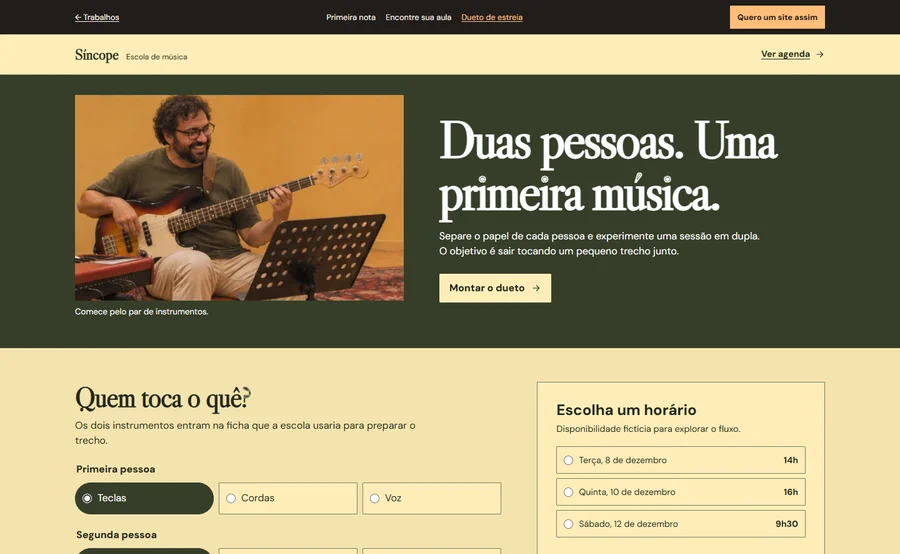 ← Trabalhos
Primeira nota
Encontre sua aula
Dueto de estreia
Quero um site assim
Síncope
Escola de música
Ver agenda →
Duas pessoas. Uma
primeira música.
Separe o papel de cada pessoa e experimente uma sessão em dupla.
O objetivo é sair tocando um pequeno trecho junto.
Montar o dueto →
Comece pelo par de instrumentos.
Quem toca o quê?
Os dois instrumentos entram na ficha que a escola usaria para preparar o
trecho.
Primeira pessoa
Teclas
Cordas
Voz
Segunda pessoa
Escolha um horário
Disponibilidade fictícia para explorar o fluxo.
Terça, 8 de dezembro 14h
Quinta, 10 de dezembro 16h
Sábado, 12 de dezembro 9h30